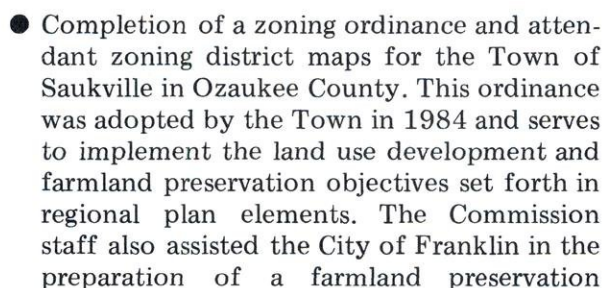 ● Completion of a zoning ordinance and atten-
dant zoning district maps for the Town of
Saukville in Ozaukee County. This ordinance
was adopted by the Town in 1984 and serves
to implement the land use development and
farmland preservation objectives set forth in
regional plan elements. The Commission
staff also assisted the City of Franklin in the
preparation of a farmland preservation